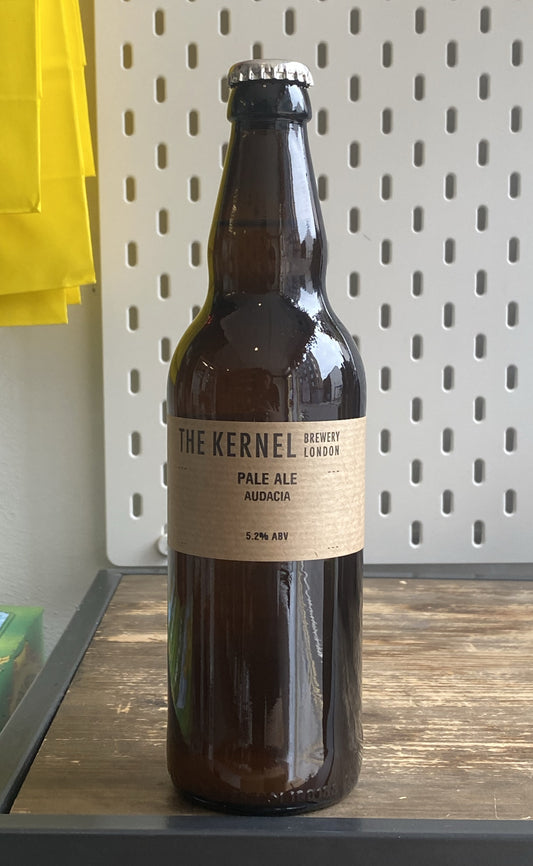 THE KERNEL BREWERY LONDON
PALE ALE
AUDACIA
5.2% ABV